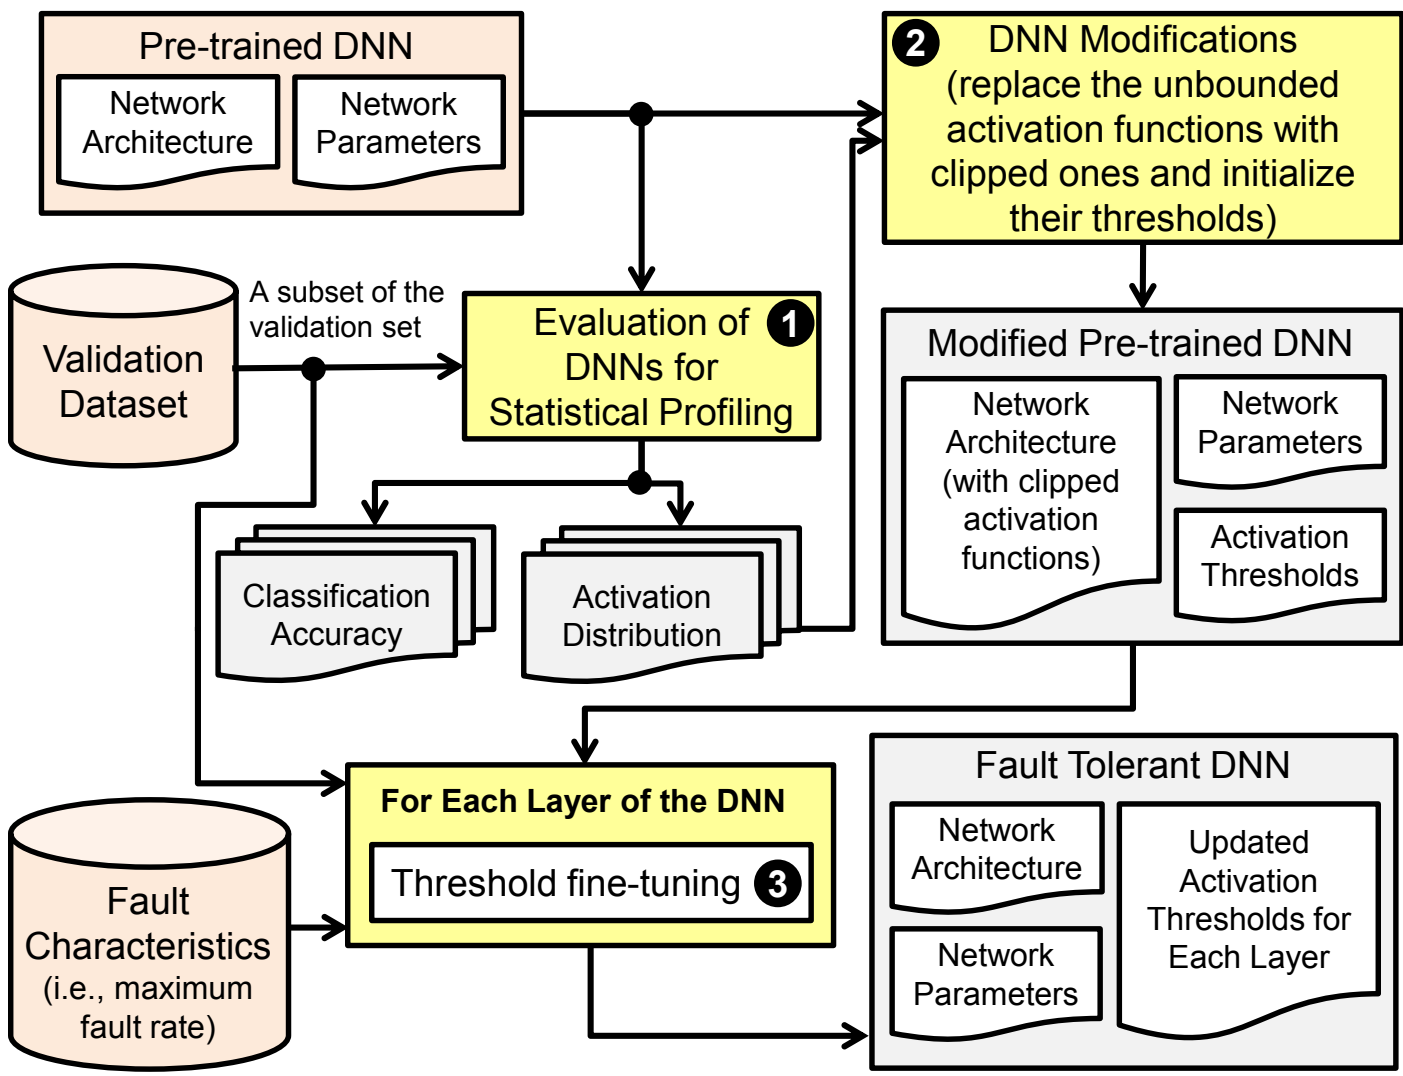 Pre-trained DNN
Network
Architecture
Network
Parameters
2
DNN Modifications
(replace the unbounded
activation functions with
clipped ones and initialize
their thresholds)
Validation
Dataset
A subset of the
validation set
Evaluation of
DNNs for
Statistical Profiling
1
Modified Pre-trained DNN
Network
Architecture
(with clipped
activation
functions)
Network
Parameters
Activation
Thresholds
Classification
Accuracy
Activation
Distribution
For Each Layer of the DNN
Threshold fine-tuning 3
Fault
Characteristics
(i.e., maximum
fault rate)
Fault Tolerant DNN
Network
Architecture
Network
Parameters
Updated
Activation
Thresholds for
Each Layer